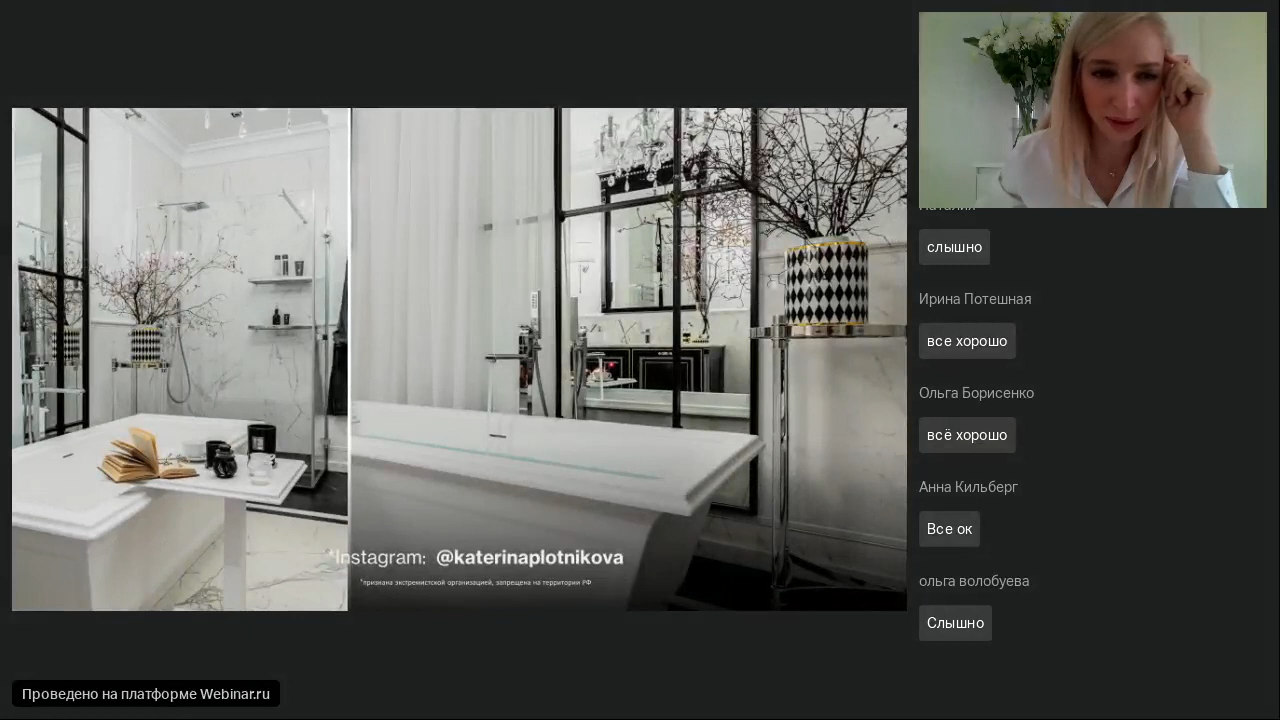 *Instagram: @katerinaplotnikova
*признана экстремистской организацией, запрещена на территории РФ
Наталия
слышно
Ирина Потешная
все хорошо
Ольга Борисенко
всё хорошо
Анна Кильберг
Все ок
ольга волобуева
Слышно
Проведено на платформе Webinar.ru